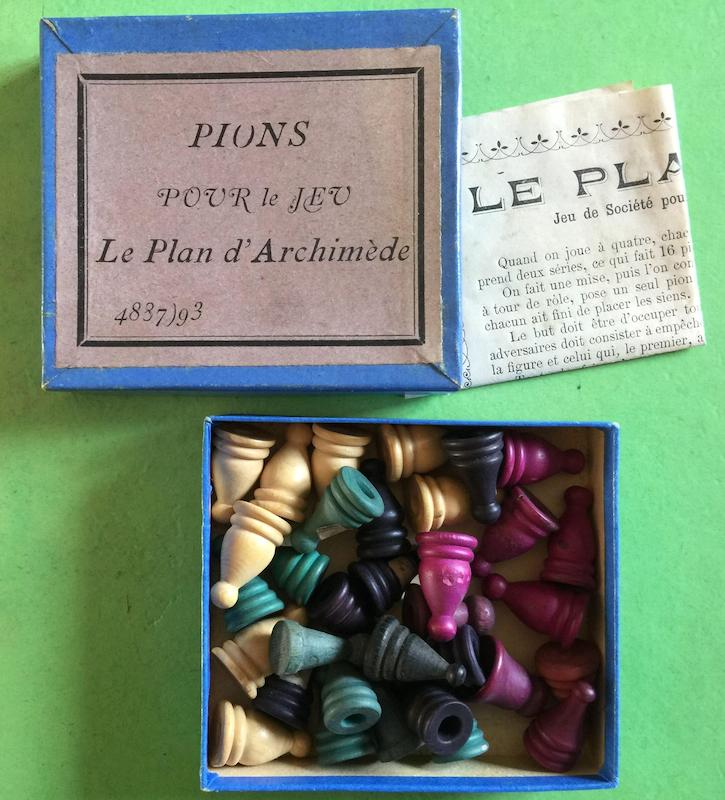 PIONS
POUR le JEU
Le Plan d'Archimède
4837)93
LE PLA
Jeu de Société pou
Quand on joue à quatre, chac
prend deux séries, ce qui fait 16 pi
On fait une mise, puis l'on con
à tour de rôle, pose un seul pion
chacun ait fini de placer les siens.
Le but doit être d'occuper to
adversaires doit consister à empêch
la figure et celui qui, le premier, a